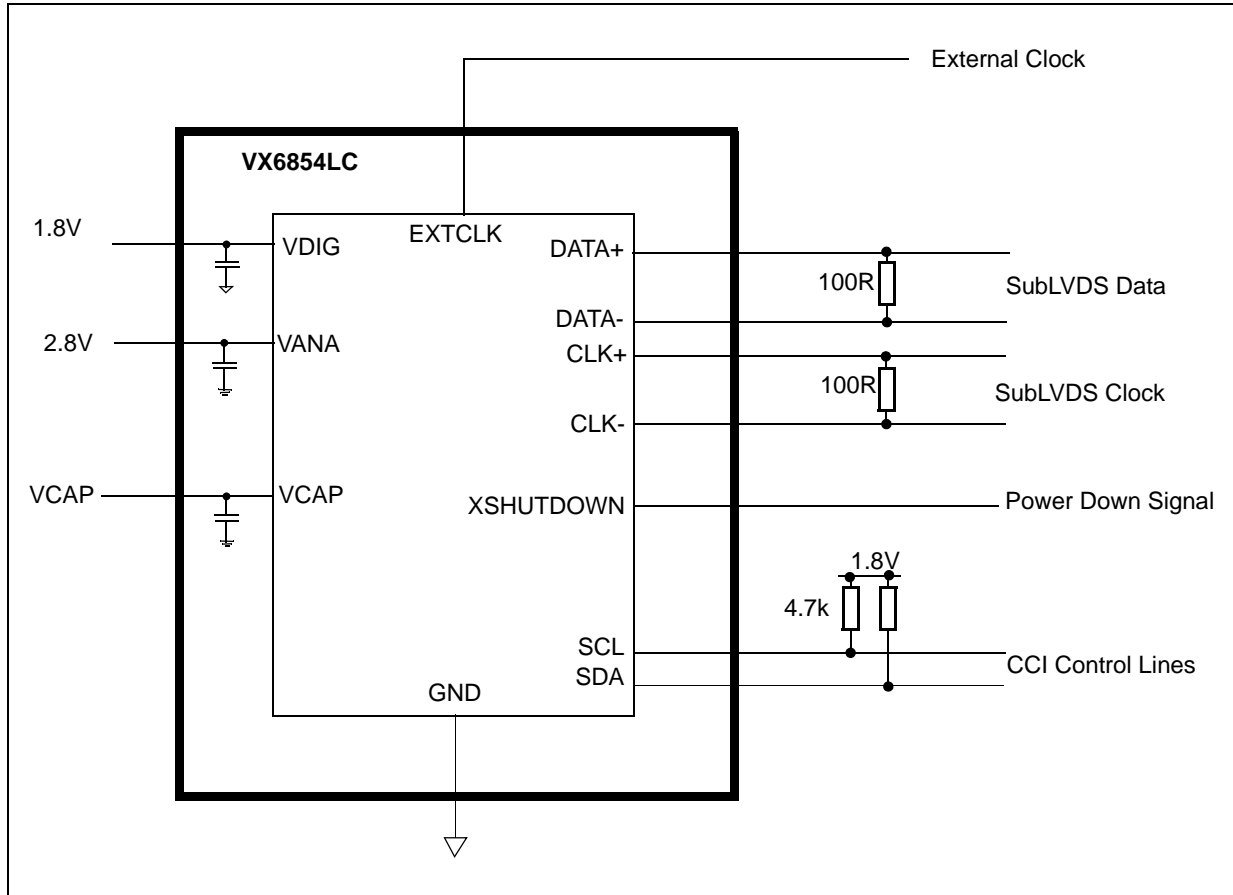 External Clock
VX6854LC
1.8V
VDIG
EXTCLK
DATA+
100R
SubLVDS Data
DATA-
2.8V
VANA
CLK+
100R
SubLVDS Clock
CLK-
VCAP
VCAP
XSHUTDOWN
Power Down Signal
1.8V
4.7k
SCL
SDA
CCI Control Lines
GND